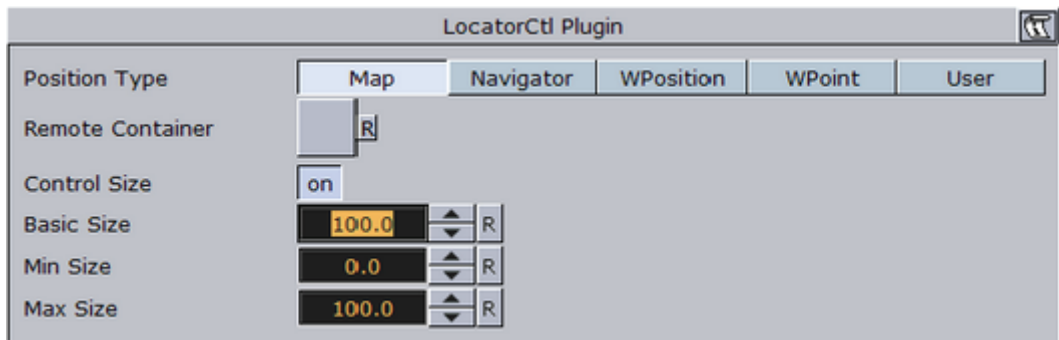 LocatorCtl Plugin
Position Type Map Navigator WPosition WPoint User
Remote Container R
Control Size on
Basic Size 100.0 R
Min Size 0.0 R
Max Size 100.0 R